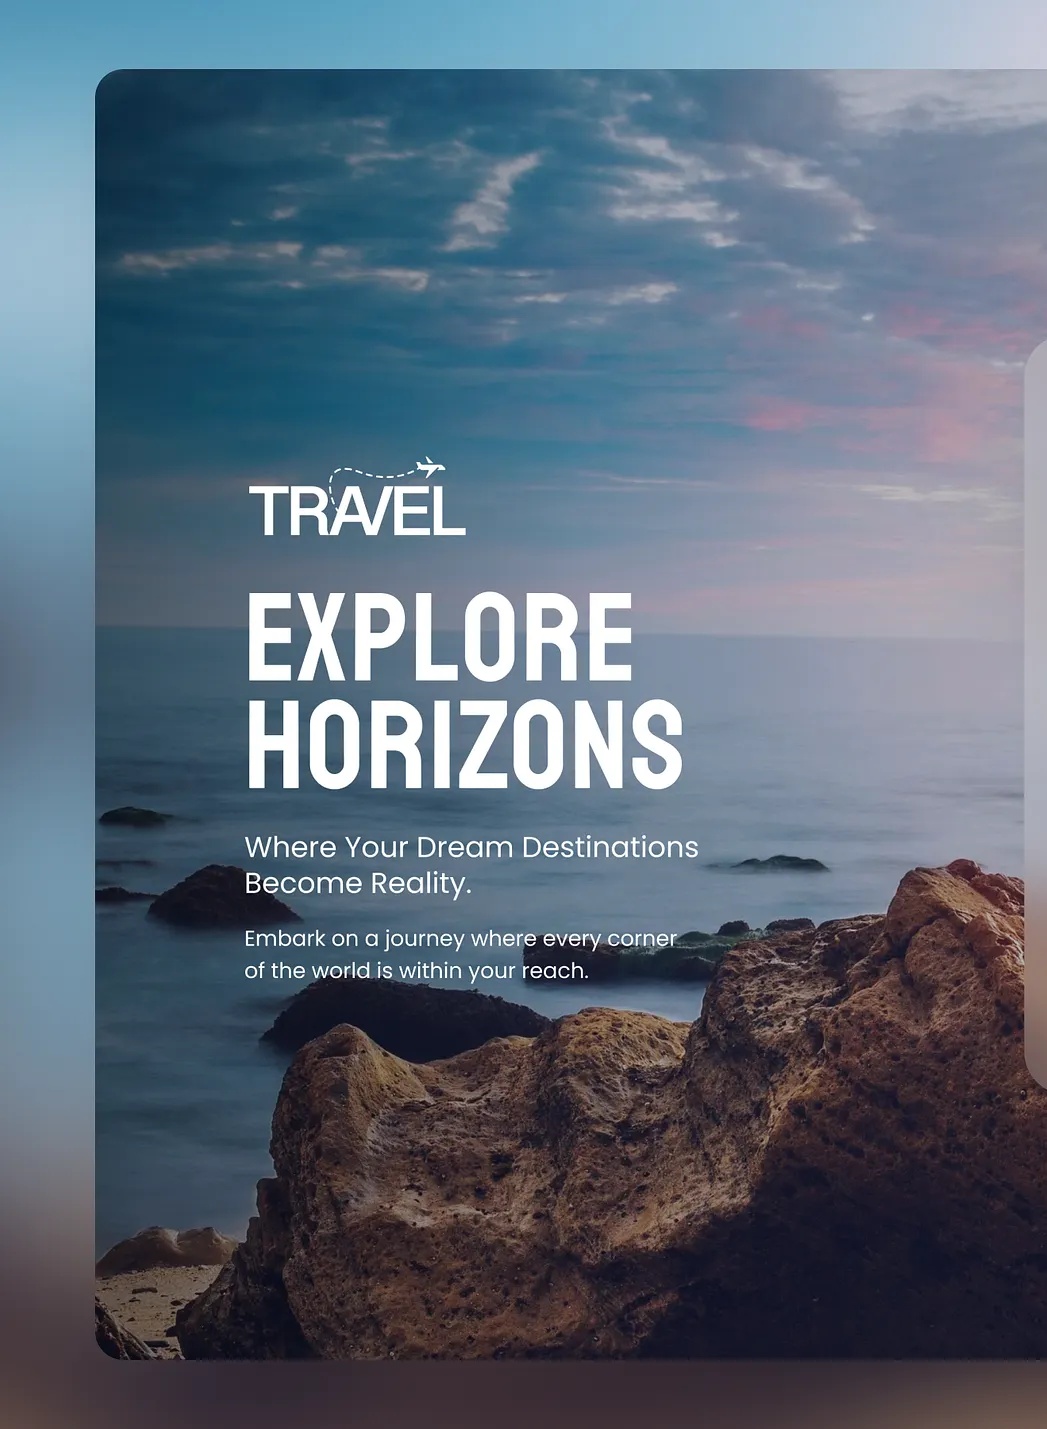 TRAVEL
EXPLORE
HORIZONS
Where Your Dream Destinations
Become Reality.
Embark on a journey where every corner
of the world is within your reach.